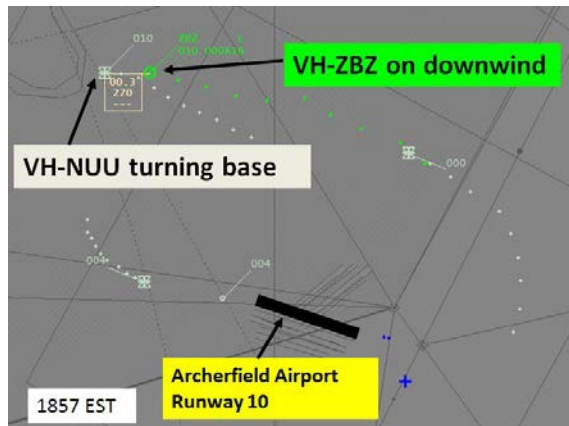 010
ZBZ
VH-ZBZ on downwind
00.3
270
---
VH-NUU turning base
000
004
004
Archerfield Airport
Runway 10
1857 EST